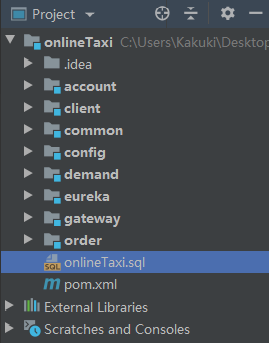 Project
onlineTaxi C:\Users\Kakuki\Desktop
.idea
account
client
common
config
demand
eureka
gateway
order
SQL onlineTaxi.sql
m pom.xml
External Libraries
Scratches and Consoles